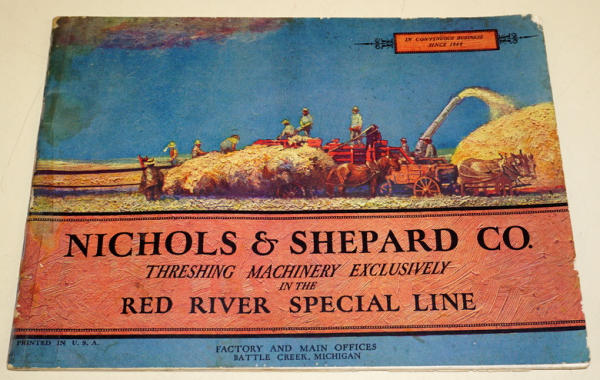 IN CONTINUOUS BUSINESS
SINCE 1848
NICHOLS & SHEPARD CO.
THRESHING MACHINERY EXCLUSIVELY
IN THE
RED RIVER SPECIAL LINE
PRINTED IN U.S.A.
FACTORY AND MAIN OFFICES
BATTLE CREEK, MICHIGAN